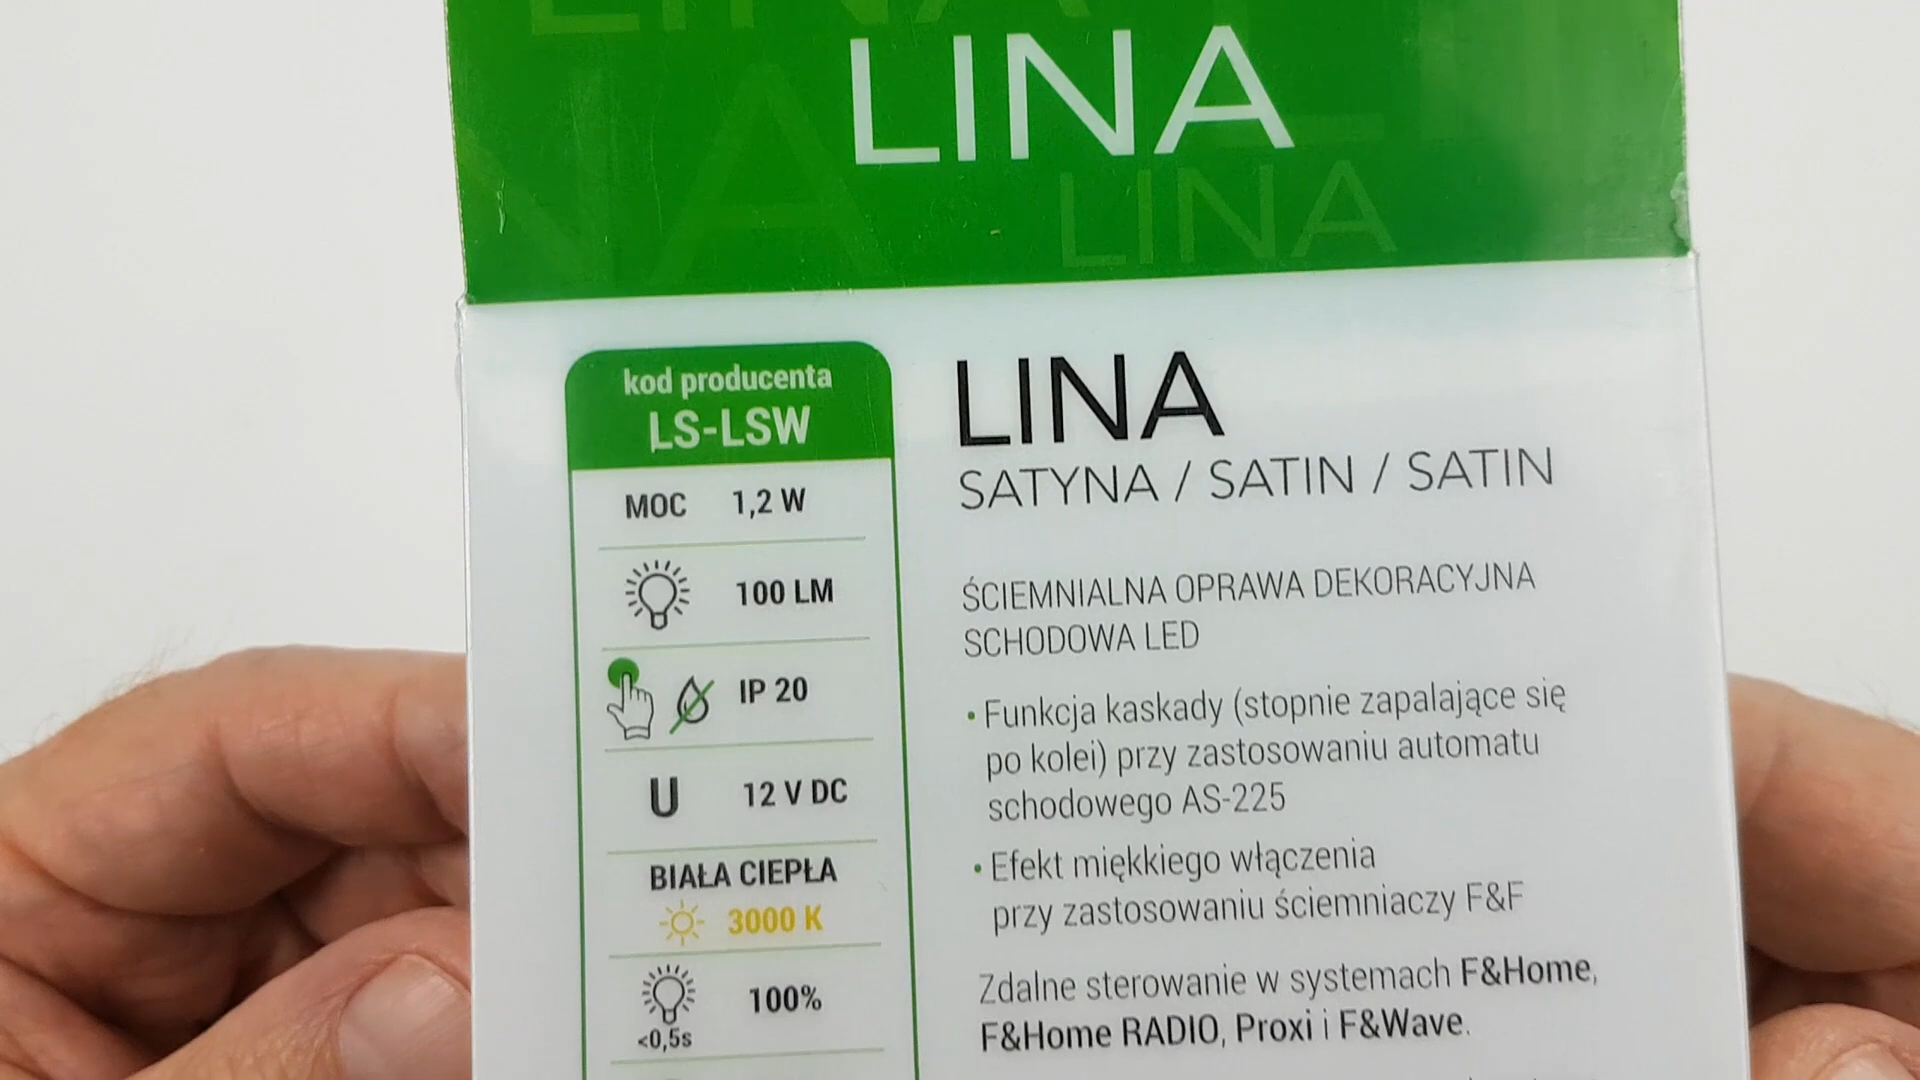 LINA
LINA
LINA
kod producenta
LS-LSW
MOC 1,2 W
100 LM
IP 20
U 12 V DC
BIAŁA CIEPŁA
3000 K
100%
<0,5s
LINA
SATYNA / SATIN / SATIN
ŚCIEMNIALNA OPRAWA DEKORACYJNA
SCHODOWA LED
• Funkcja kaskady (stopnie zapalające się
po kolei) przy zastosowaniu automatu
schodowego AS-225
• Efekt miękkiego włączenia
przy zastosowaniu ściemniaczy F&F
Zdalne sterowanie w systemach F&Home,
F&Home RADIO, Proxi i F&Wave.